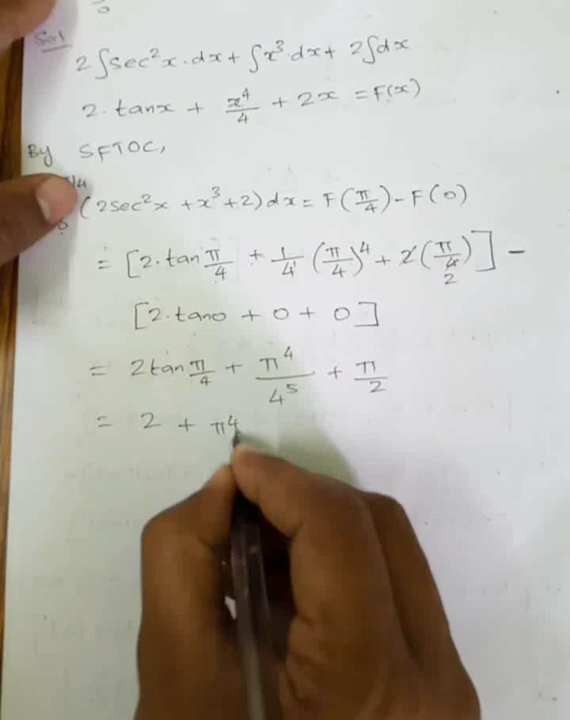 Sol
2∫sec²x·dx + ∫x³·dx + 2∫dx
2·tanx + x⁴/4 + 2x = F(x)
By SFTOC,
(2sec²x + x³ + 2)dx = F(π/4) - F(0)
= [2·tan π/4 + 1/4 (π/4)⁴ + 2(π/4)] -
2
[2·tan0 + 0 + 0]
= 2tan π/4 + π⁴/4⁵ + π/2
= 2 + π⁴